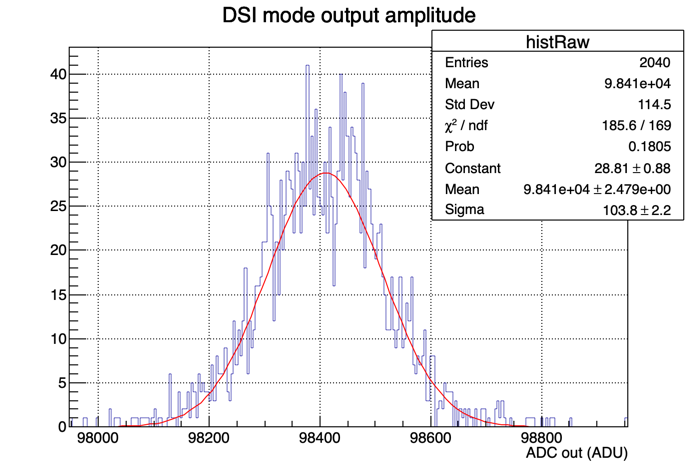 DSI mode output amplitude
histRaw
Entries 2040
Mean 9.841e+04
Std Dev 114.5
χ² / ndf 185.6 / 169
Prob 0.1805
Constant 28.81 ± 0.88
Mean 9.841e+04 ± 2.479e+00
Sigma 103.8 ± 2.2
40
35
30
25
20
15
10
5
0
98000 98200 98400 98600 98800
ADC out (ADU)